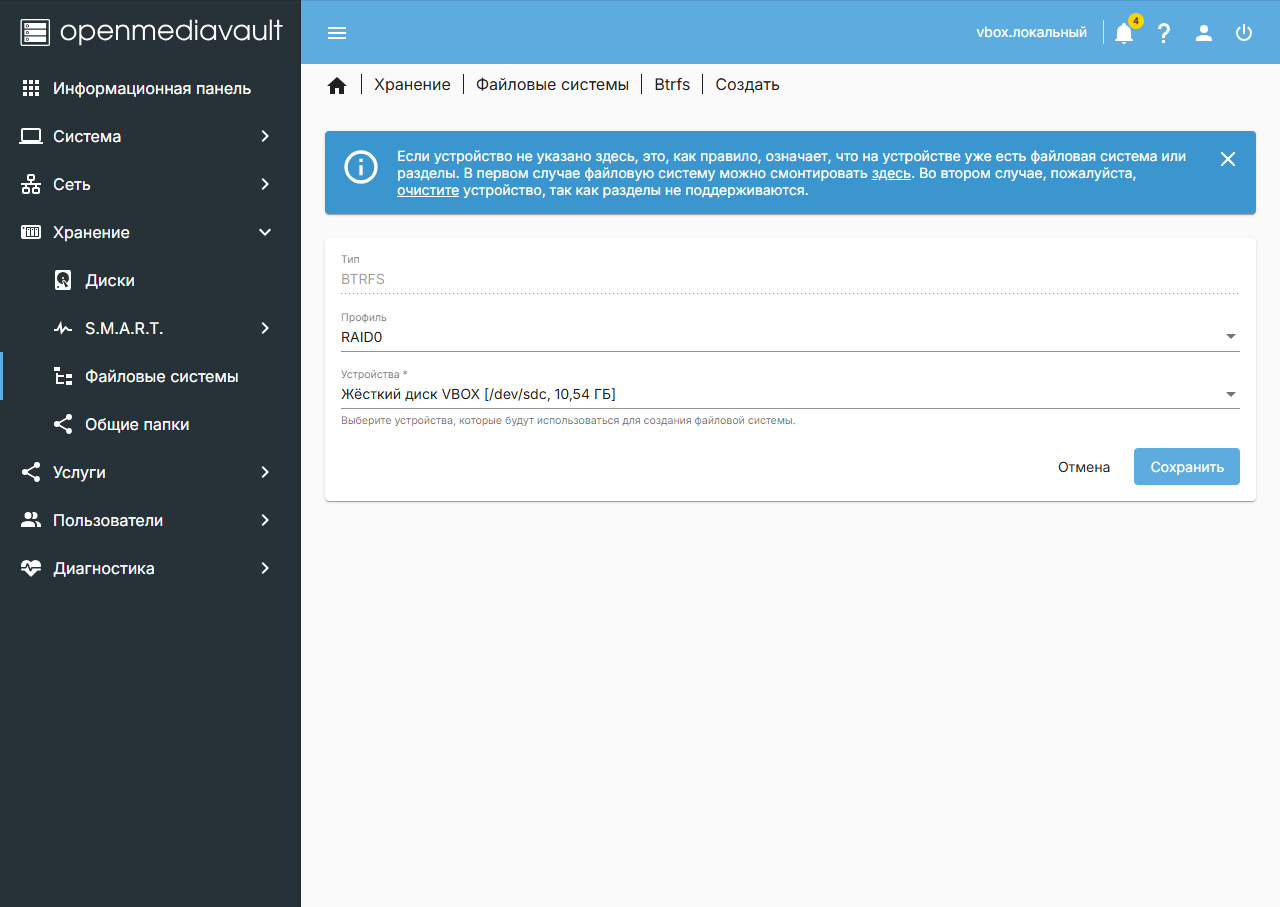 openmediavault
vbox.локальный
4
Информационная панель
Система
Сеть
Хранение
Диски
S.M.A.R.T.
Файловые системы
Общие папки
Услуги
Пользователи
Диагностика
Хранение
Файловые системы
Btrfs
Создать
Если устройство не указано здесь, это, как правило, означает, что на устройстве уже есть файловая система или
разделы. В первом случае файловую систему можно смонтировать здесь. Во втором случае, пожалуйста,
очистите устройство, так как разделы не поддерживаются.
Тип
BTRFS
Профиль
RAID0
Устройства *
Жёсткий диск VBOX [/dev/sdc, 10,54 ГБ]
Выберите устройства, которые будут использоваться для создания файловой системы.
Отмена
Сохранить